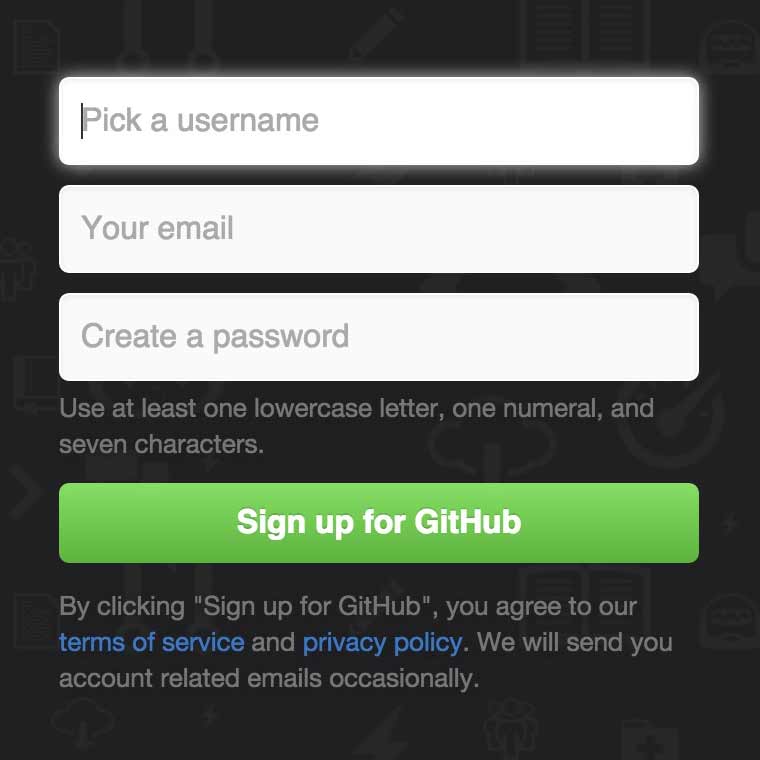 Pick a username
Your email
Create a password
Use at least one lowercase letter, one numeral, and
seven characters.
Sign up for GitHub
By clicking "Sign up for GitHub", you agree to our
terms of service and privacy policy. We will send you
account related emails occasionally.